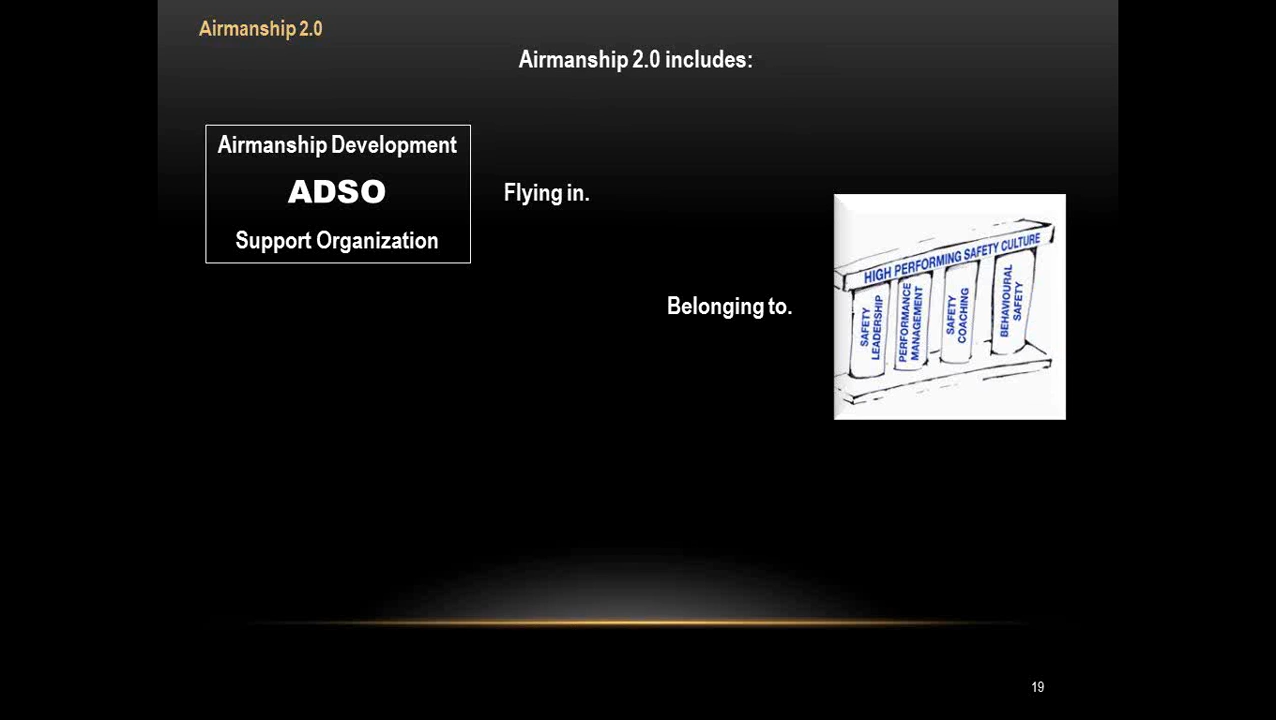 Airmanship 2.0
Airmanship 2.0 includes:
Airmanship Development
ADSO
Support Organization
Flying in.
Belonging to.
HIGH PERFORMING SAFETY CULTURE
SAFETY
LEADERSHIP
PERFORMANCE
MANAGEMENT
SAFETY
COACHING
BEHAVIOURAL
SAFETY
19